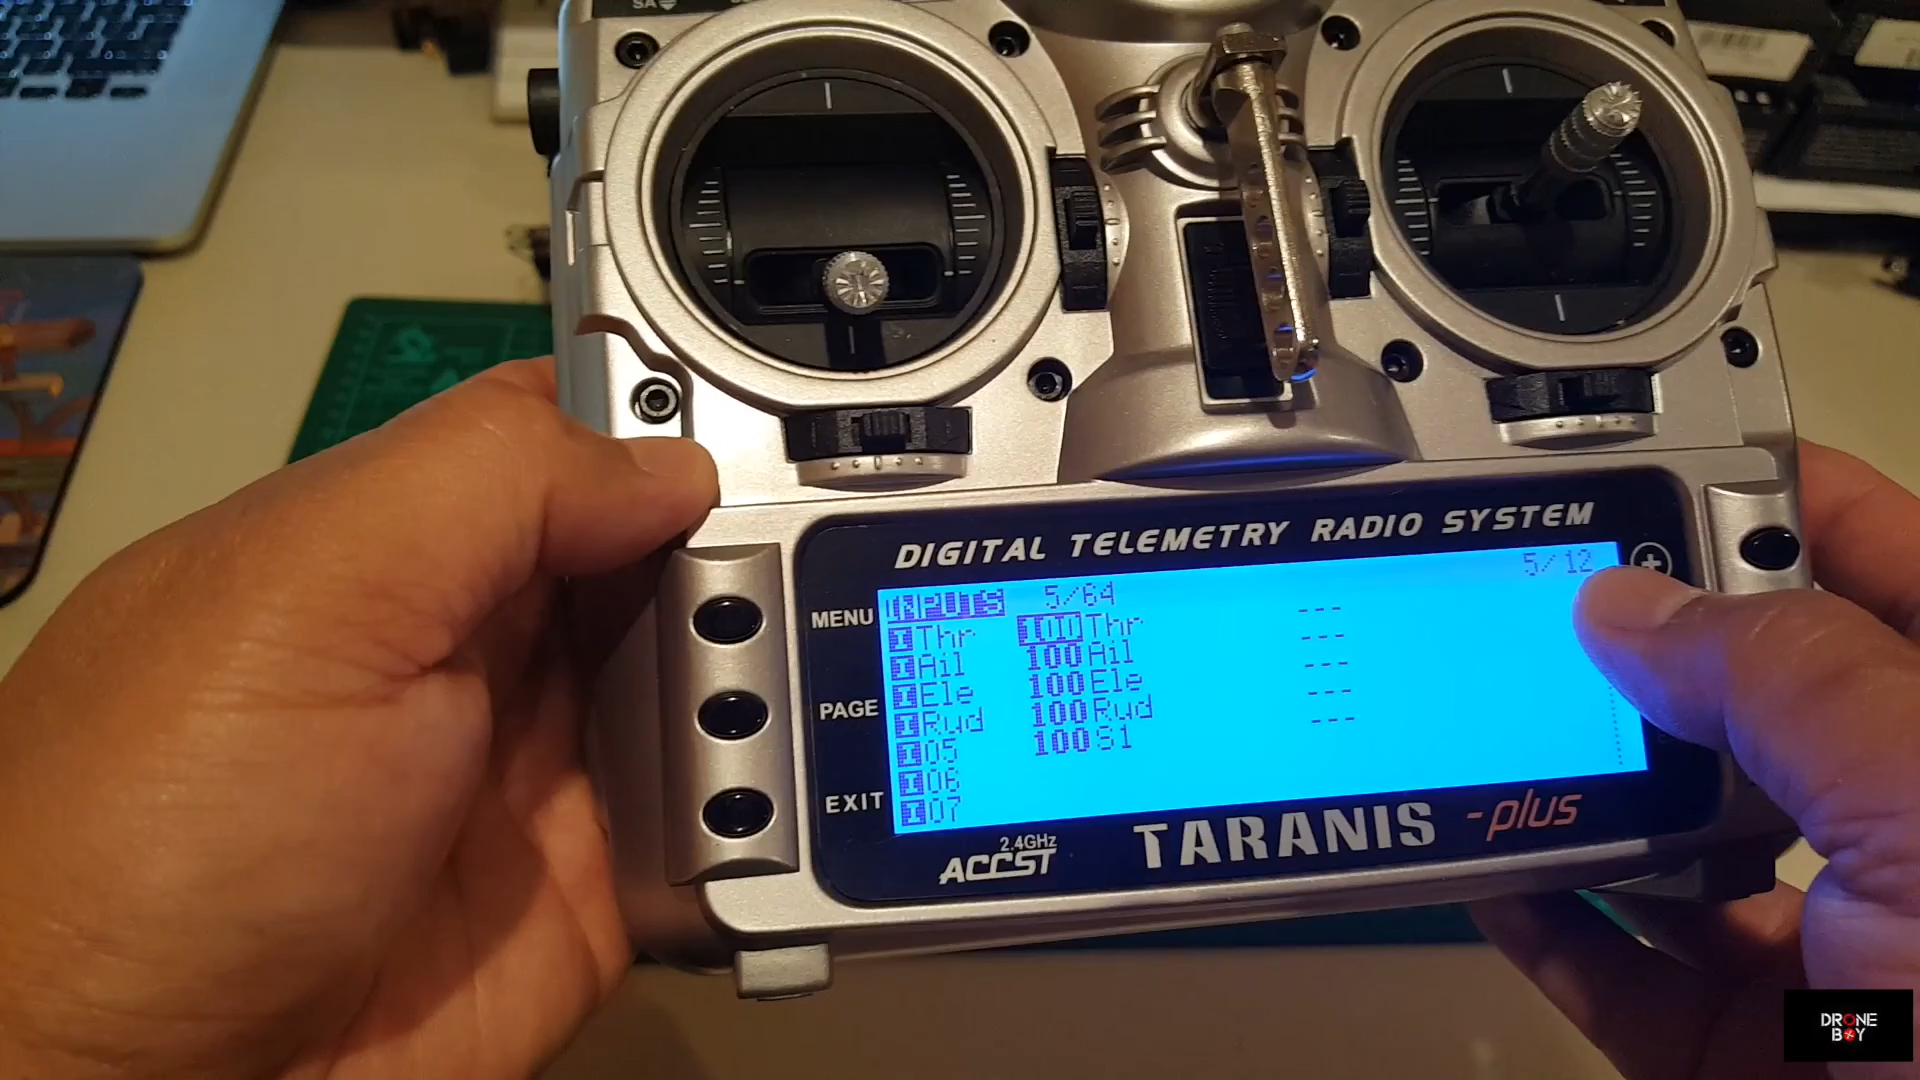 SA
DIGITAL TELEMETRY RADIO SYSTEM
INPUTS 5/64 5/12
I Thr 100 Thr ---
I Ail 100 Ail ---
I Ele 100 Ele ---
I Rud 100 Rud ---
I 05 100 S1 ---
I 06
I 07
MENU
PAGE
EXIT
+
2.4GHz
ACCST
TARANIS -plus
DRONE
BOY